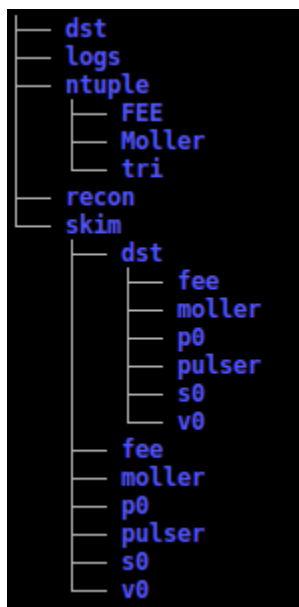 dst
logs
ntuple
FEE
Moller
tri
recon
skim
dst
fee
moller
p0
pulser
s0
v0
fee
moller
p0
pulser
s0
v0